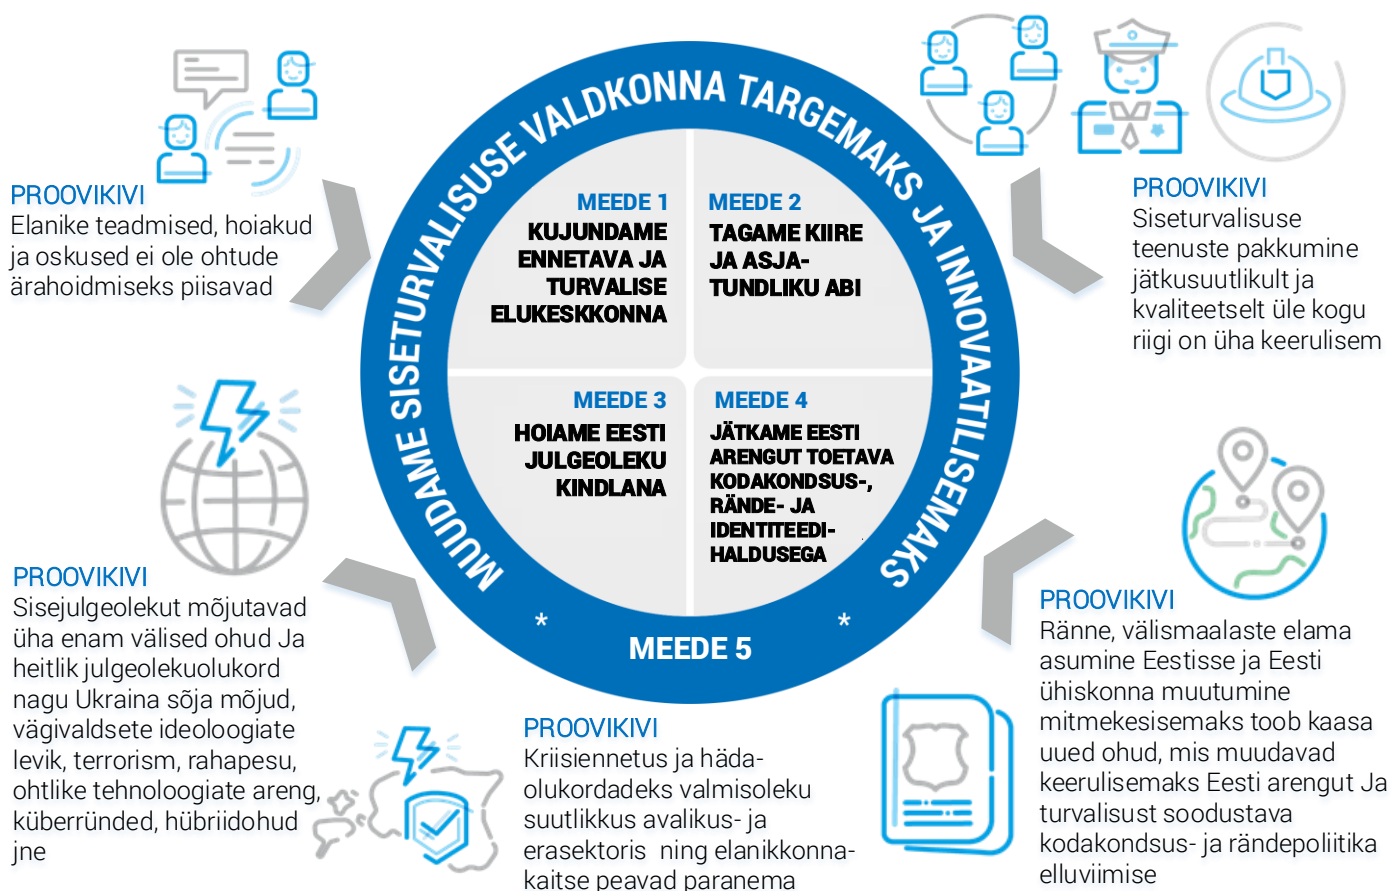 MUUDAME SISETURVALISUSE VALDKONNA TARGEMAKS JA INNOVAATILISEMAKS
* MEEDE 5 *
MEEDE 1
KUJUNDAME
ENNETAVA JA
TURVALISE
ELUKESKKONNA
MEEDE 2
TAGAME KIIRE
JA ASJA-
TUNDLIKU ABI
MEEDE 3
HOIAME EESTI
JULGEOLEKU
KINDLANA
MEEDE 4
JÄTKAME EESTI
ARENGUT TOETAVA
KODAKONDSUS-,
RÄNDE- JA
IDENTITEEDI-
HALDUSEGA
PROOVIKIVI
Elanike teadmised, hoiakud
ja oskused ei ole ohtude
ärahoidmiseks piisavad
PROOVIKIVI
Siseturvalisuse
teenuste pakkumine
jätkusuutlikult ja
kvaliteetselt üle kogu
riigi on üha keerulisem
PROOVIKIVI
Sisejulgeolekut mõjutavad
üha enam välised ohud Ja
heitlik julgeolekuolukord
nagu Ukraina sõja mõjud,
vägivaldsete ideoloogiate
levik, terrorism, rahapesu,
ohtlike tehnoloogiate areng,
küberründed, hübriidohud
jne
PROOVIKIVI
Kriisiennetus ja häda-
olukordadeks valmisoleku
suutlikkus avalikus- ja
erasektoris ning elanikkonna-
kaitse peavad paranema
PROOVIKIVI
Ränne, välismaalaste elama
asumine Eestisse ja Eesti
ühiskonna muutumine
mitmekesisemaks toob kaasa
uued ohud, mis muudavad
keerulisemaks Eesti arengut Ja
turvalisust soodustava
kodakondsus- ja rändepoliitika
elluviimise